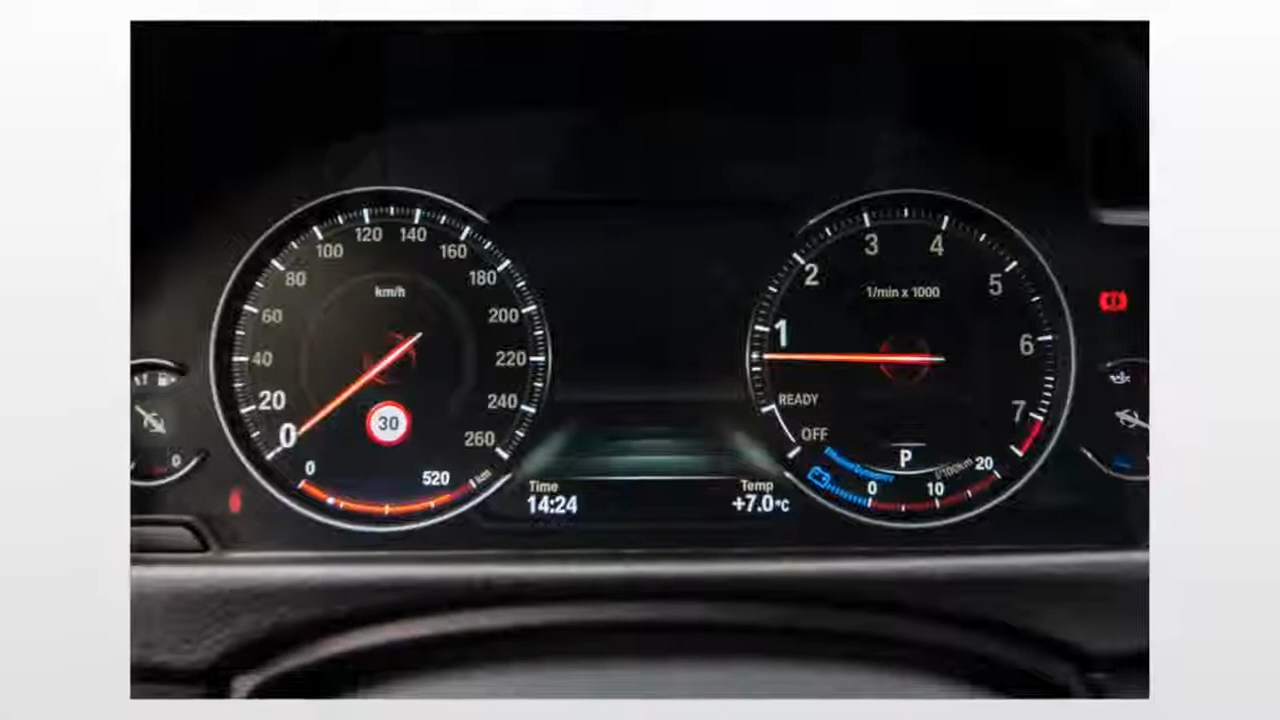 0
20
40
60
80
100
120
140
160
180
200
220
240
260
km/h
30
0
520
km
Time
14:24
Temp
+7.0°C
1/min x 1000
OFF
READY
1
2
3
4
5
6
7
P
EfficientDynamics
l/100km
0
10
20
0